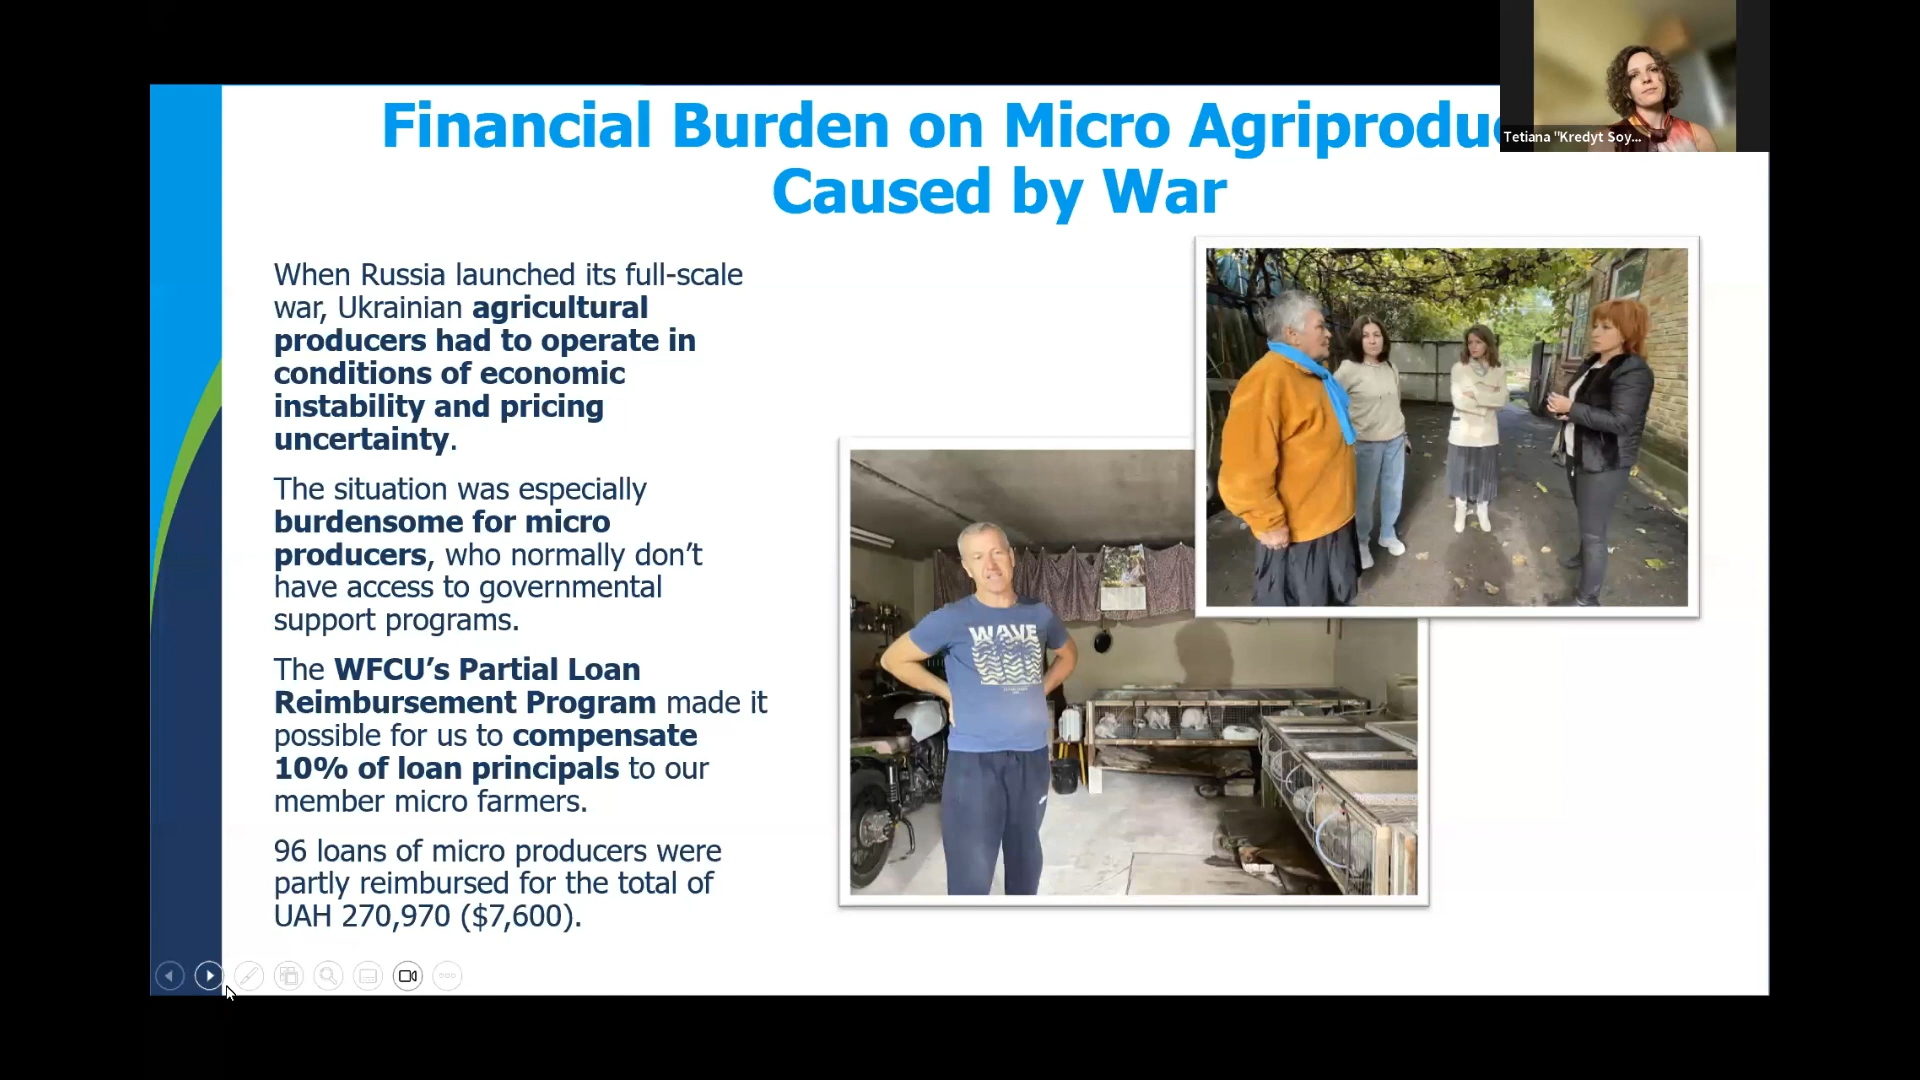 Financial Burden on Micro Agriprodu
Caused by War
Tetiana "Kredyt Soy...
When Russia launched its full-scale
war, Ukrainian agricultural
producers had to operate in
conditions of economic
instability and pricing
uncertainty.
The situation was especially
burdensome for micro
producers, who normally don’t
have access to governmental
support programs.
The WFCU’s Partial Loan
Reimbursement Program made it
possible for us to compensate
10% of loan principals to our
member micro farmers.
96 loans of micro producers were
partly reimbursed for the total of
UAH 270,970 ($7,600).
WAVE